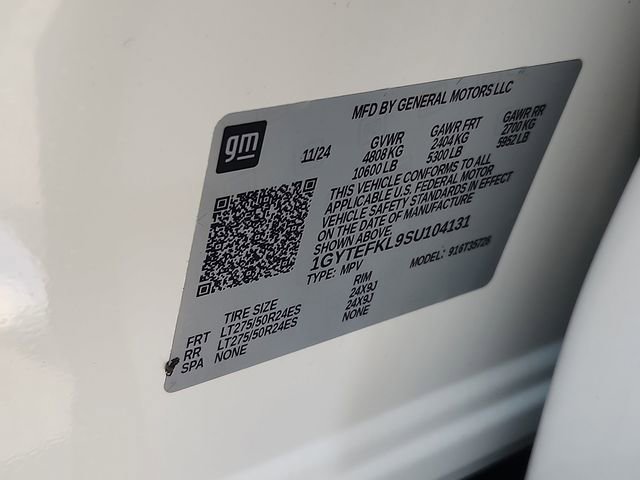 MFD BY GENERAL MOTORS LLC
gm
11/24
GVWR GAWR FRT GAWR RR
4808 KG 2404 KG 2700 KG
10600 LB 5300 LB 5952 LB
THIS VEHICLE CONFORMS TO ALL
APPLICABLE U.S. FEDERAL MOTOR
VEHICLE SAFETY STANDARDS IN EFFECT
ON THE DATE OF MANUFACTURE
SHOWN ABOVE.
1GYTEFKL9SU104131
TYPE: MPV MODEL: 916T35726
TIRE SIZE RIM
FRT LT275/50R24ES 24X9J
RR LT275/50R24ES 24X9J
SPA NONE NONE